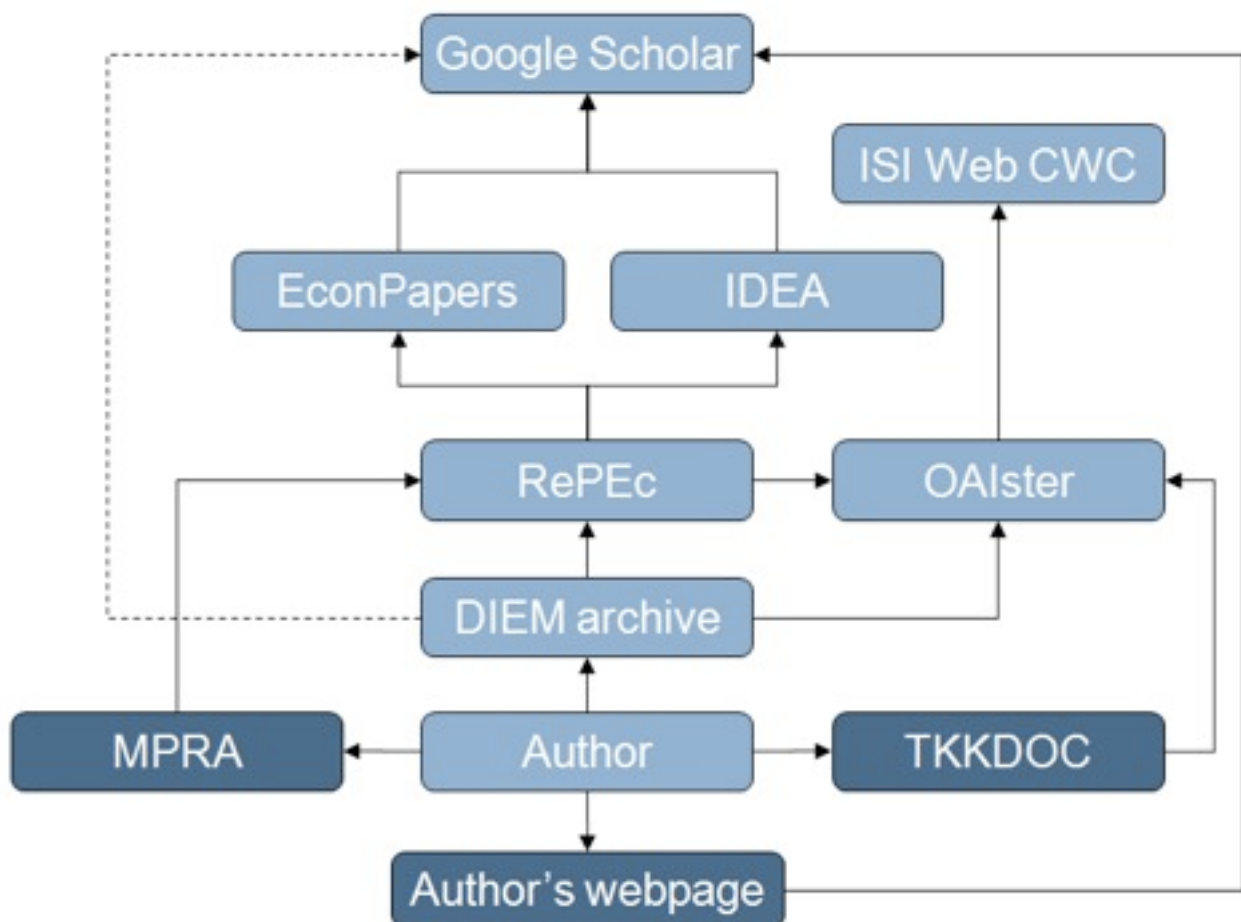 Google Scholar
ISI Web CWC
EconPapers
IDEA
RePEc
OAIster
DIEM archive
MPRA
Author
TKKDOC
Author’s webpage